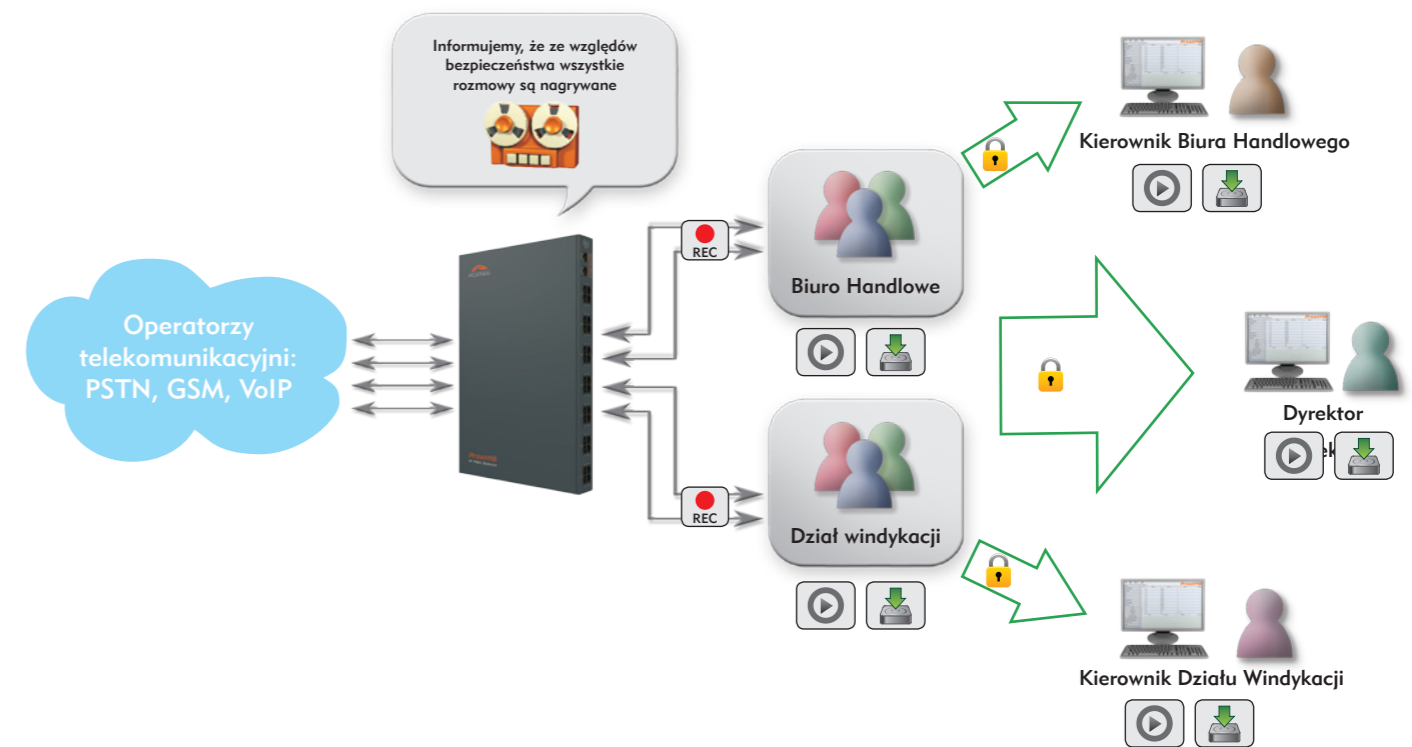 Informujemy, że ze względów
bezpieczeństwa wszystkie
rozmowy są nagrywane
Kierownik Biura Handlowego
REC
Biuro Handlowe
Operatorzy
telekomunikacyjni:
PSTN, GSM, VoIP
Dyrektor
REC
Dział windykacji
Kierownik Działu Windykacji